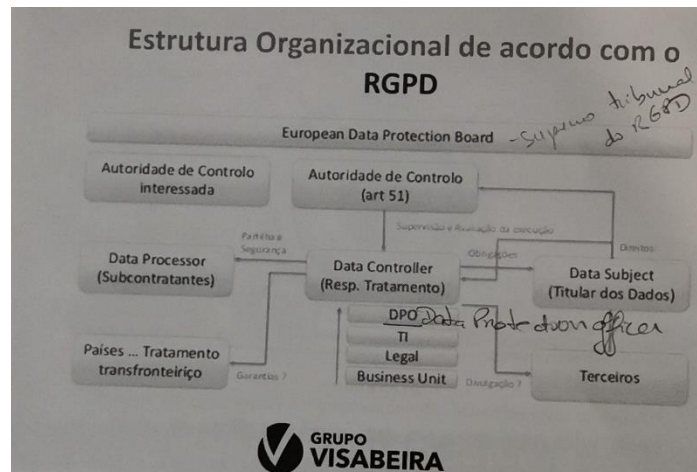 Estrutura Organizacional de acordo com o
RGPD
European Data Protection Board - Supremo tribunal
do RGPD
Autoridade de Controlo
interessada
Autoridade de Controlo
(art 51)
Supervisão e Avaliação da execução
Partilha e
Segurança
Data Processor
(Subcontratantes)
Data Controller
(Resp. Tratamento)
Obrigações
Direitos
Data Subject
(Titular dos Dados)
DPO Data Protection officer
TI
Legal
Business Unit
Países ... Tratamento
transfronteiriço
Garantias ?
Divulgação ?
Terceiros
GRUPO
VISABEIRA